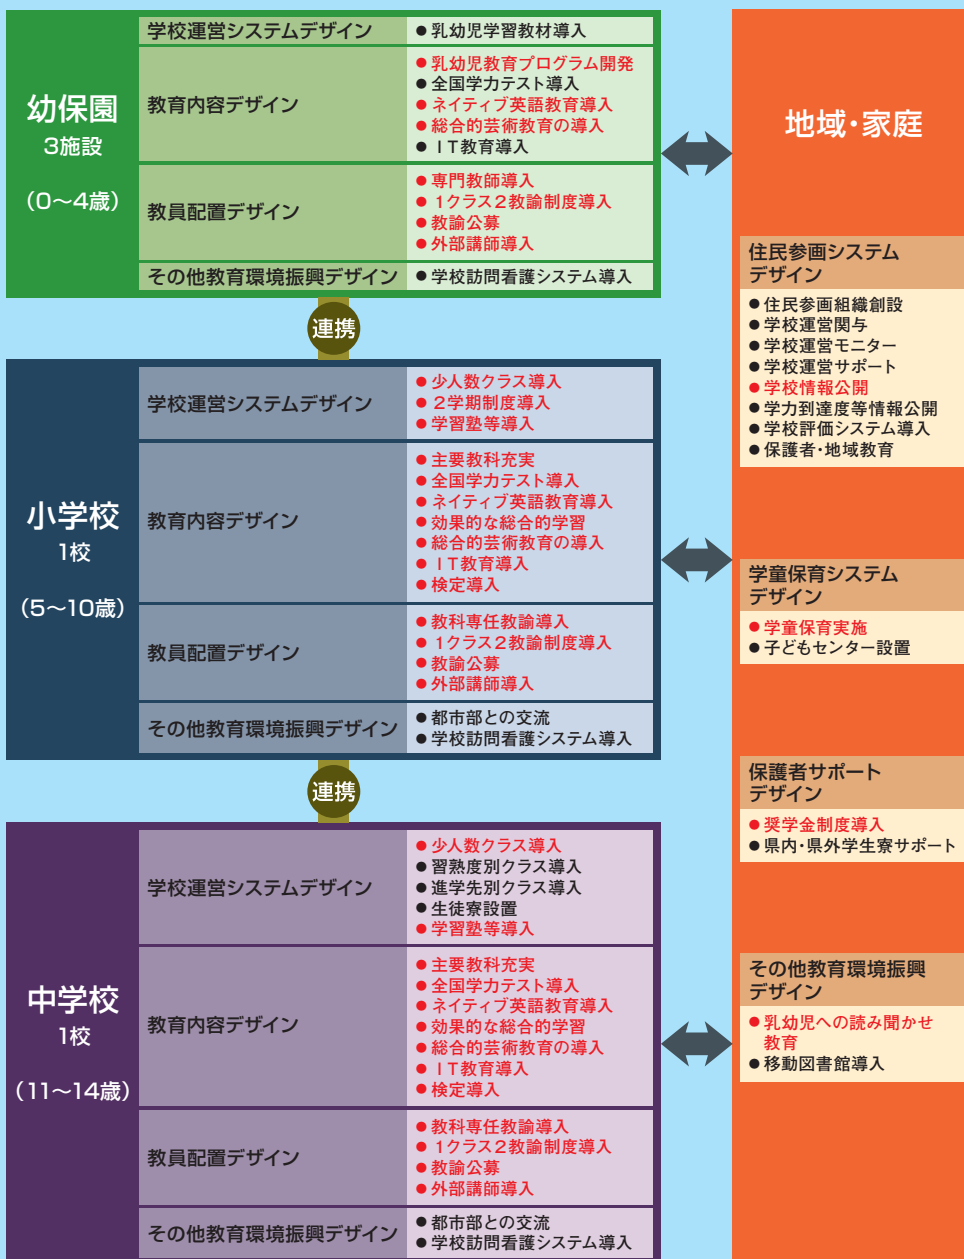 幼保園
3施設
（0〜4歳）
学校運営システムデザイン
●乳幼児学習教材導入
教育内容デザイン
●乳幼児教育プログラム開発
●全国学力テスト導入
●ネイティブ英語教育導入
●総合的芸術教育の導入
●IT教育導入
教員配置デザイン
●専門教師導入
●1クラス2教諭制度導入
●教諭公募
●外部講師導入
その他教育環境振興デザイン
●学校訪問看護システム導入
連携
小学校
1校
（5〜10歳）
学校運営システムデザイン
●少人数クラス導入
●2学期制度導入
●学習塾等導入
教育内容デザイン
●主要教科充実
●全国学力テスト導入
●ネイティブ英語教育導入
●効果的な総合的学習
●総合的芸術教育の導入
●IT教育導入
●検定導入
教員配置デザイン
●教科専任教諭導入
●1クラス2教諭制度導入
●教諭公募
●外部講師導入
その他教育環境振興デザイン
●都市部との交流
●学校訪問看護システム導入
連携
中学校
1校
（11〜14歳）
学校運営システムデザイン
●少人数クラス導入
●習熟度別クラス導入
●進学先別クラス導入
●生徒寮設置
●学習塾等導入
教育内容デザイン
●主要教科充実
●全国学力テスト導入
●ネイティブ英語教育導入
●効果的な総合的学習
●総合的芸術教育の導入
●IT教育導入
●検定導入
教員配置デザイン
●教科専任教諭導入
●1クラス2教諭制度導入
●教諭公募
●外部講師導入
その他教育環境振興デザイン
●都市部との交流
●学校訪問看護システム導入
地域・家庭
住民参画システム
デザイン
●住民参画組織創設
●学校運営関与
●学校運営モニター
●学校運営サポート
●学校情報公開
●学力到達度等情報公開
●学校評価システム導入
●保護者・地域教育
学童保育システム
デザイン
●学童保育実施
●子どもセンター設置
保護者サポート
デザイン
●奨学金制度導入
●県内・県外学生寮サポート
その他教育環境振興
デザイン
●乳幼児への読み聞かせ
教育
●移動図書館導入